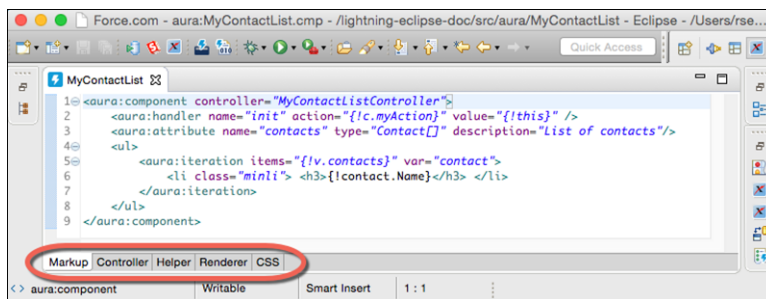 Force.com - aura:MyContactList.cmp - /lightning-eclipse-doc/src/aura/MyContactList - Eclipse - /Users/rse...
Quick Access
MyContactList
1 <aura:component controller="MyContactListController">
2 <aura:handler name="init" action="{!c.myAction}" value="{!this}" />
3 <aura:attribute name="contacts" type="Contact[]" description="List of contacts"/>
4 <ul>
5 <aura:iteration items="{!v.contacts}" var="contact">
6 <li class="minli"> <h3>{!contact.Name}</h3> </li>
7 </aura:iteration>
8 </ul>
9 </aura:component>
Markup Controller Helper Renderer CSS
<> aura:component Writable Smart Insert 1 : 1